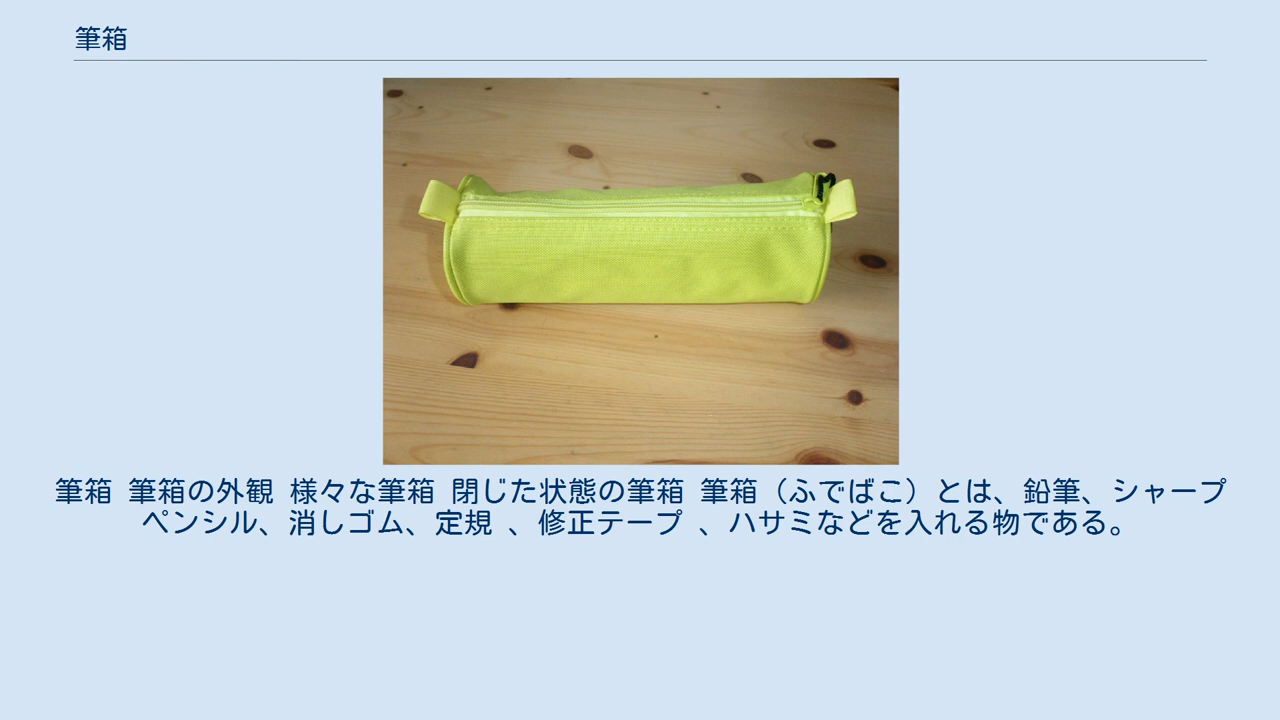 筆箱
筆箱 筆箱の外観 様々な筆箱 閉じた状態の筆箱 筆箱（ふでばこ）とは、鉛筆、シャープ
ペンシル、消しゴム、定規 、修正テープ 、ハサミなどを入れる物である。